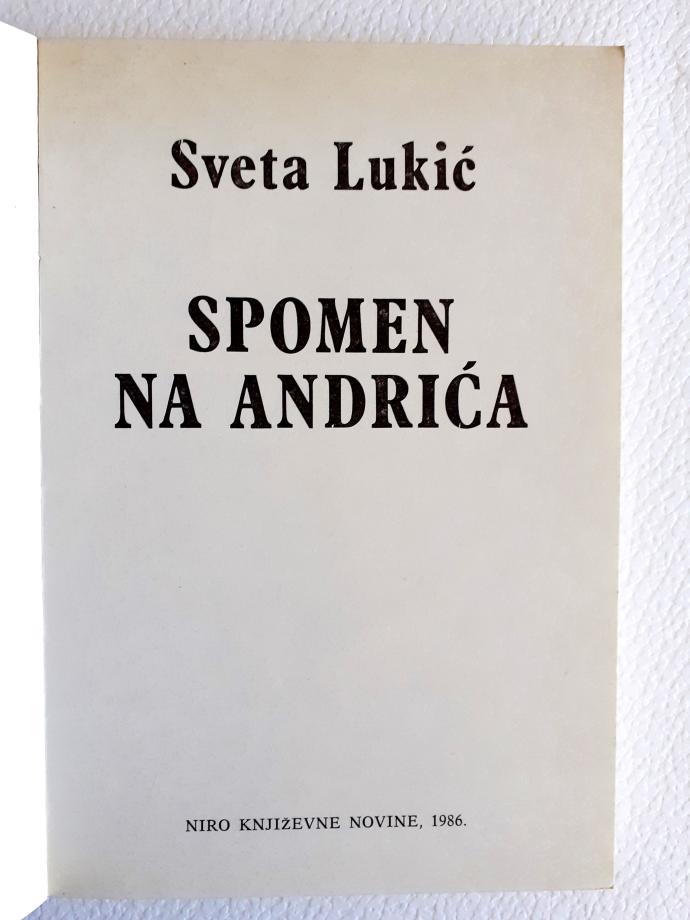 Sveta Lukić
SPOMEN
NA ANDRIĆA
NIRO KNJIŽEVNE NOVINE, 1986.